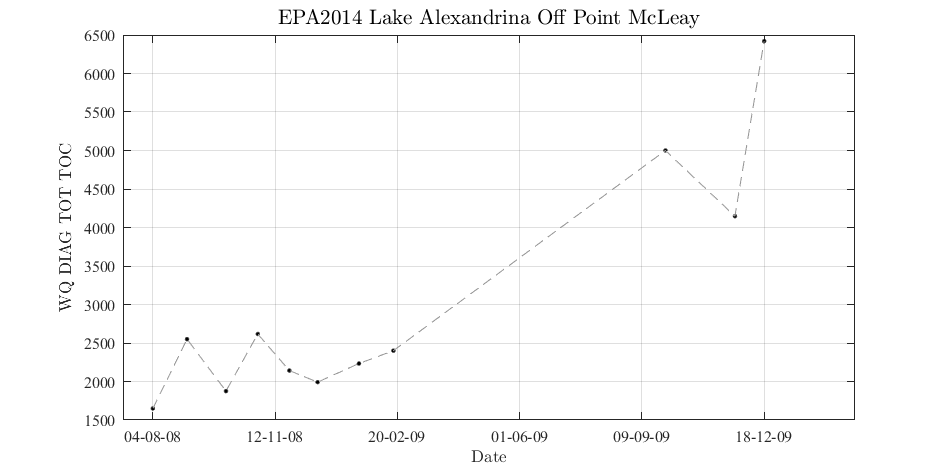 EPA2014 Lake Alexandrina Off Point McLeay
6500
6000
5500
5000
4500
4000
3500
3000
2500
2000
1500
WQ DIAG TOT TOC
04-08-08 12-11-08 20-02-09 01-06-09 09-09-09 18-12-09
Date